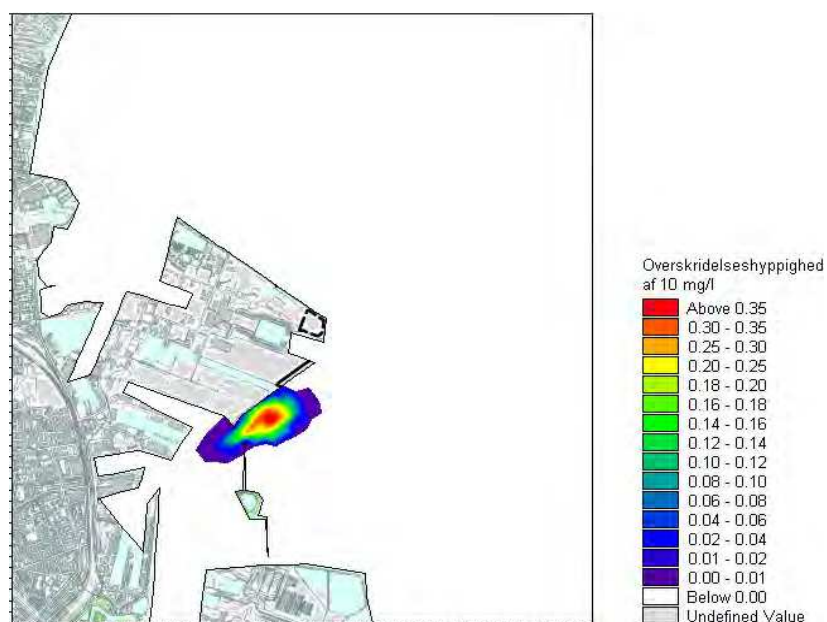 Overskridelseshyppighed
af 10 mg/l
Above 0.35
0.30 - 0.35
0.25 - 0.30
0.20 - 0.25
0.18 - 0.20
0.16 - 0.18
0.14 - 0.16
0.12 - 0.14
0.10 - 0.12
0.08 - 0.10
0.06 - 0.08
0.04 - 0.06
0.02 - 0.04
0.01 - 0.02
0.00 - 0.01
Below 0.00
Undefined Value